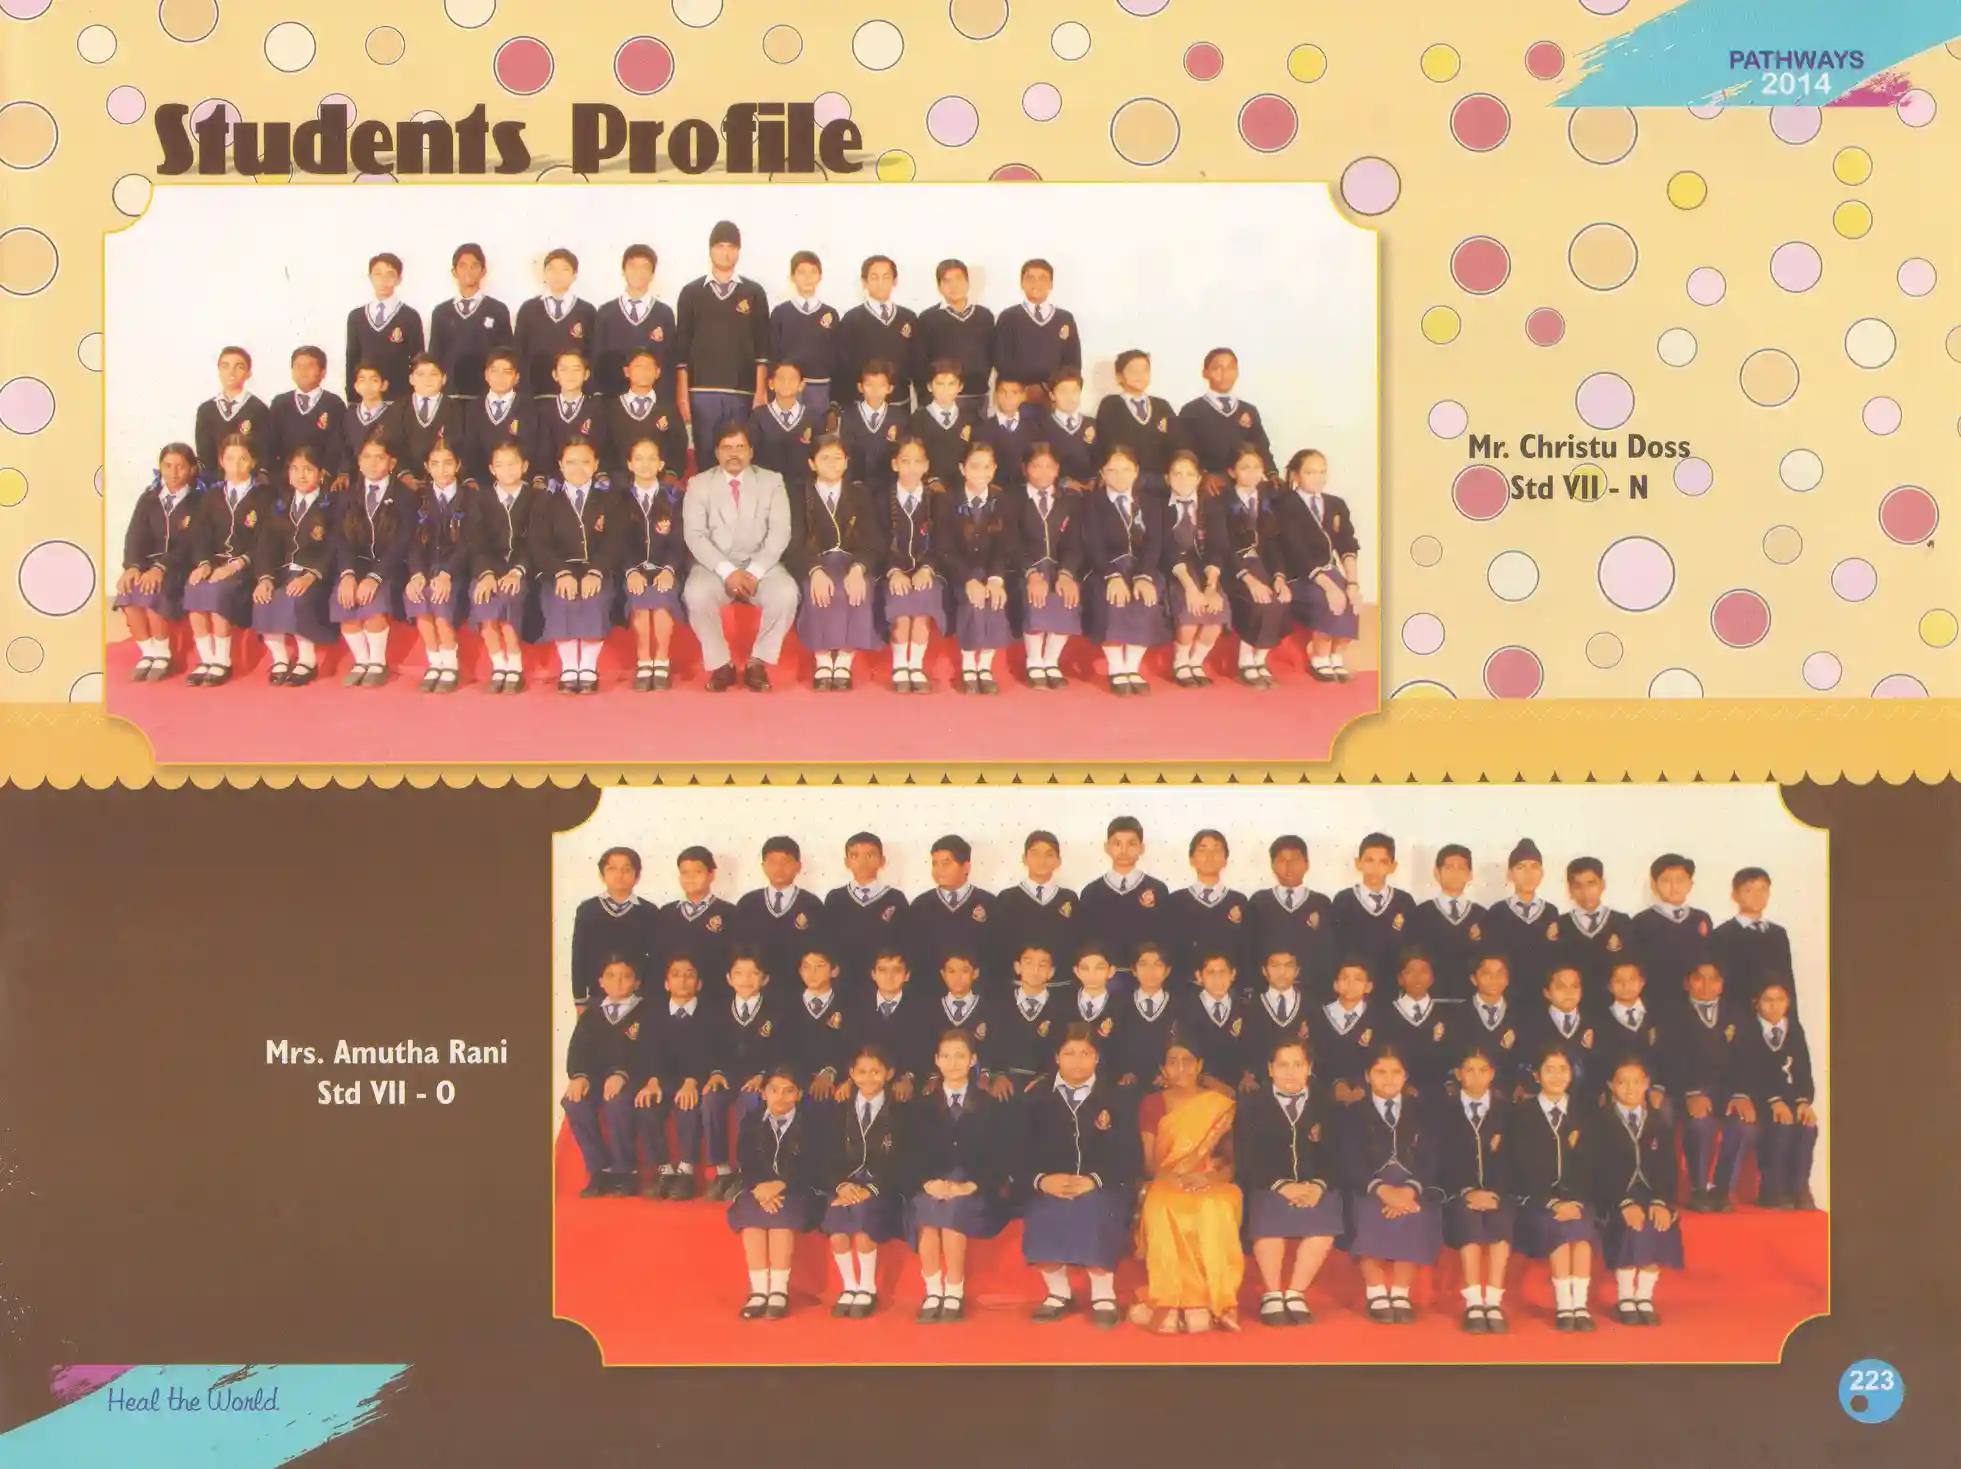 PATHWAYS
2014
Students Profile
Mr. Christu Doss
Std VII - N
Mrs. Amutha Rani
Std VII - O
Heal the World
223